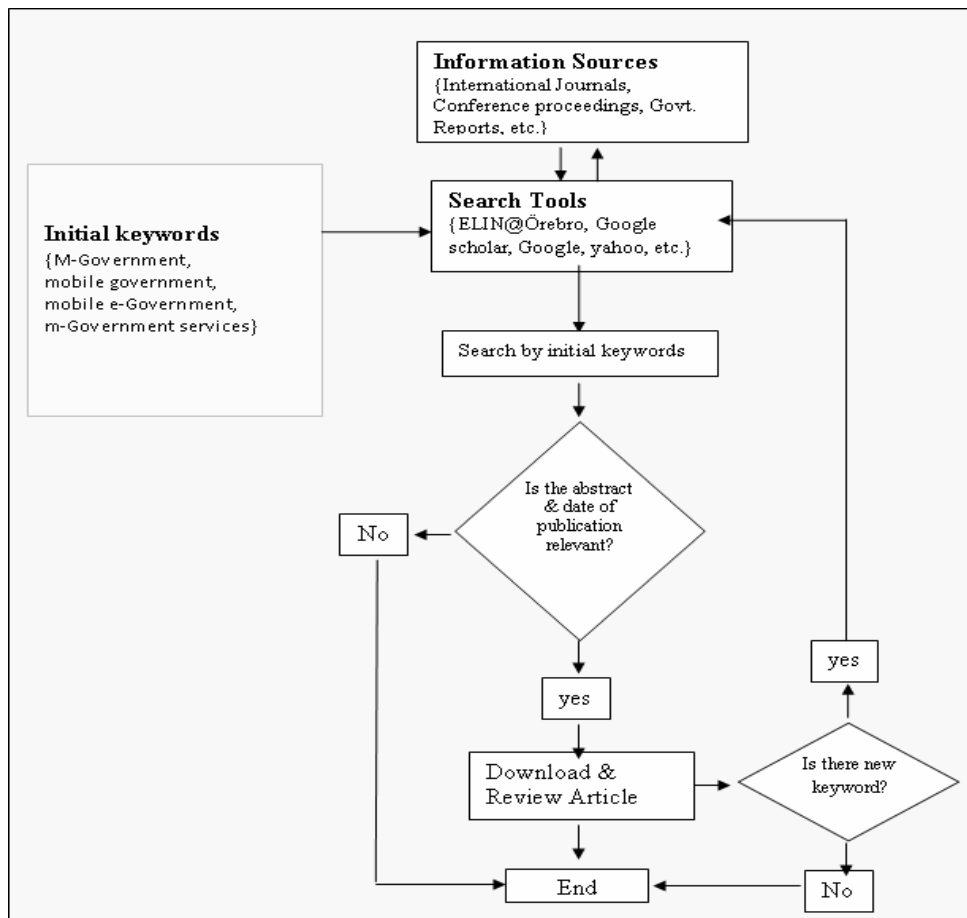 Information Sources
{International Journals,
Conference proceedings, Govt.
Reports, etc.}
Search Tools
{ELIN@Örebro, Google
scholar, Google, yahoo, etc.}
Initial keywords
{M-Government,
mobile government,
mobile e-Government,
m-Government services}
Search by initial keywords
Is the abstract
& date of
publication
relevant?
No
yes
yes
Download &
Review Article
Is there new
keyword?
End
No